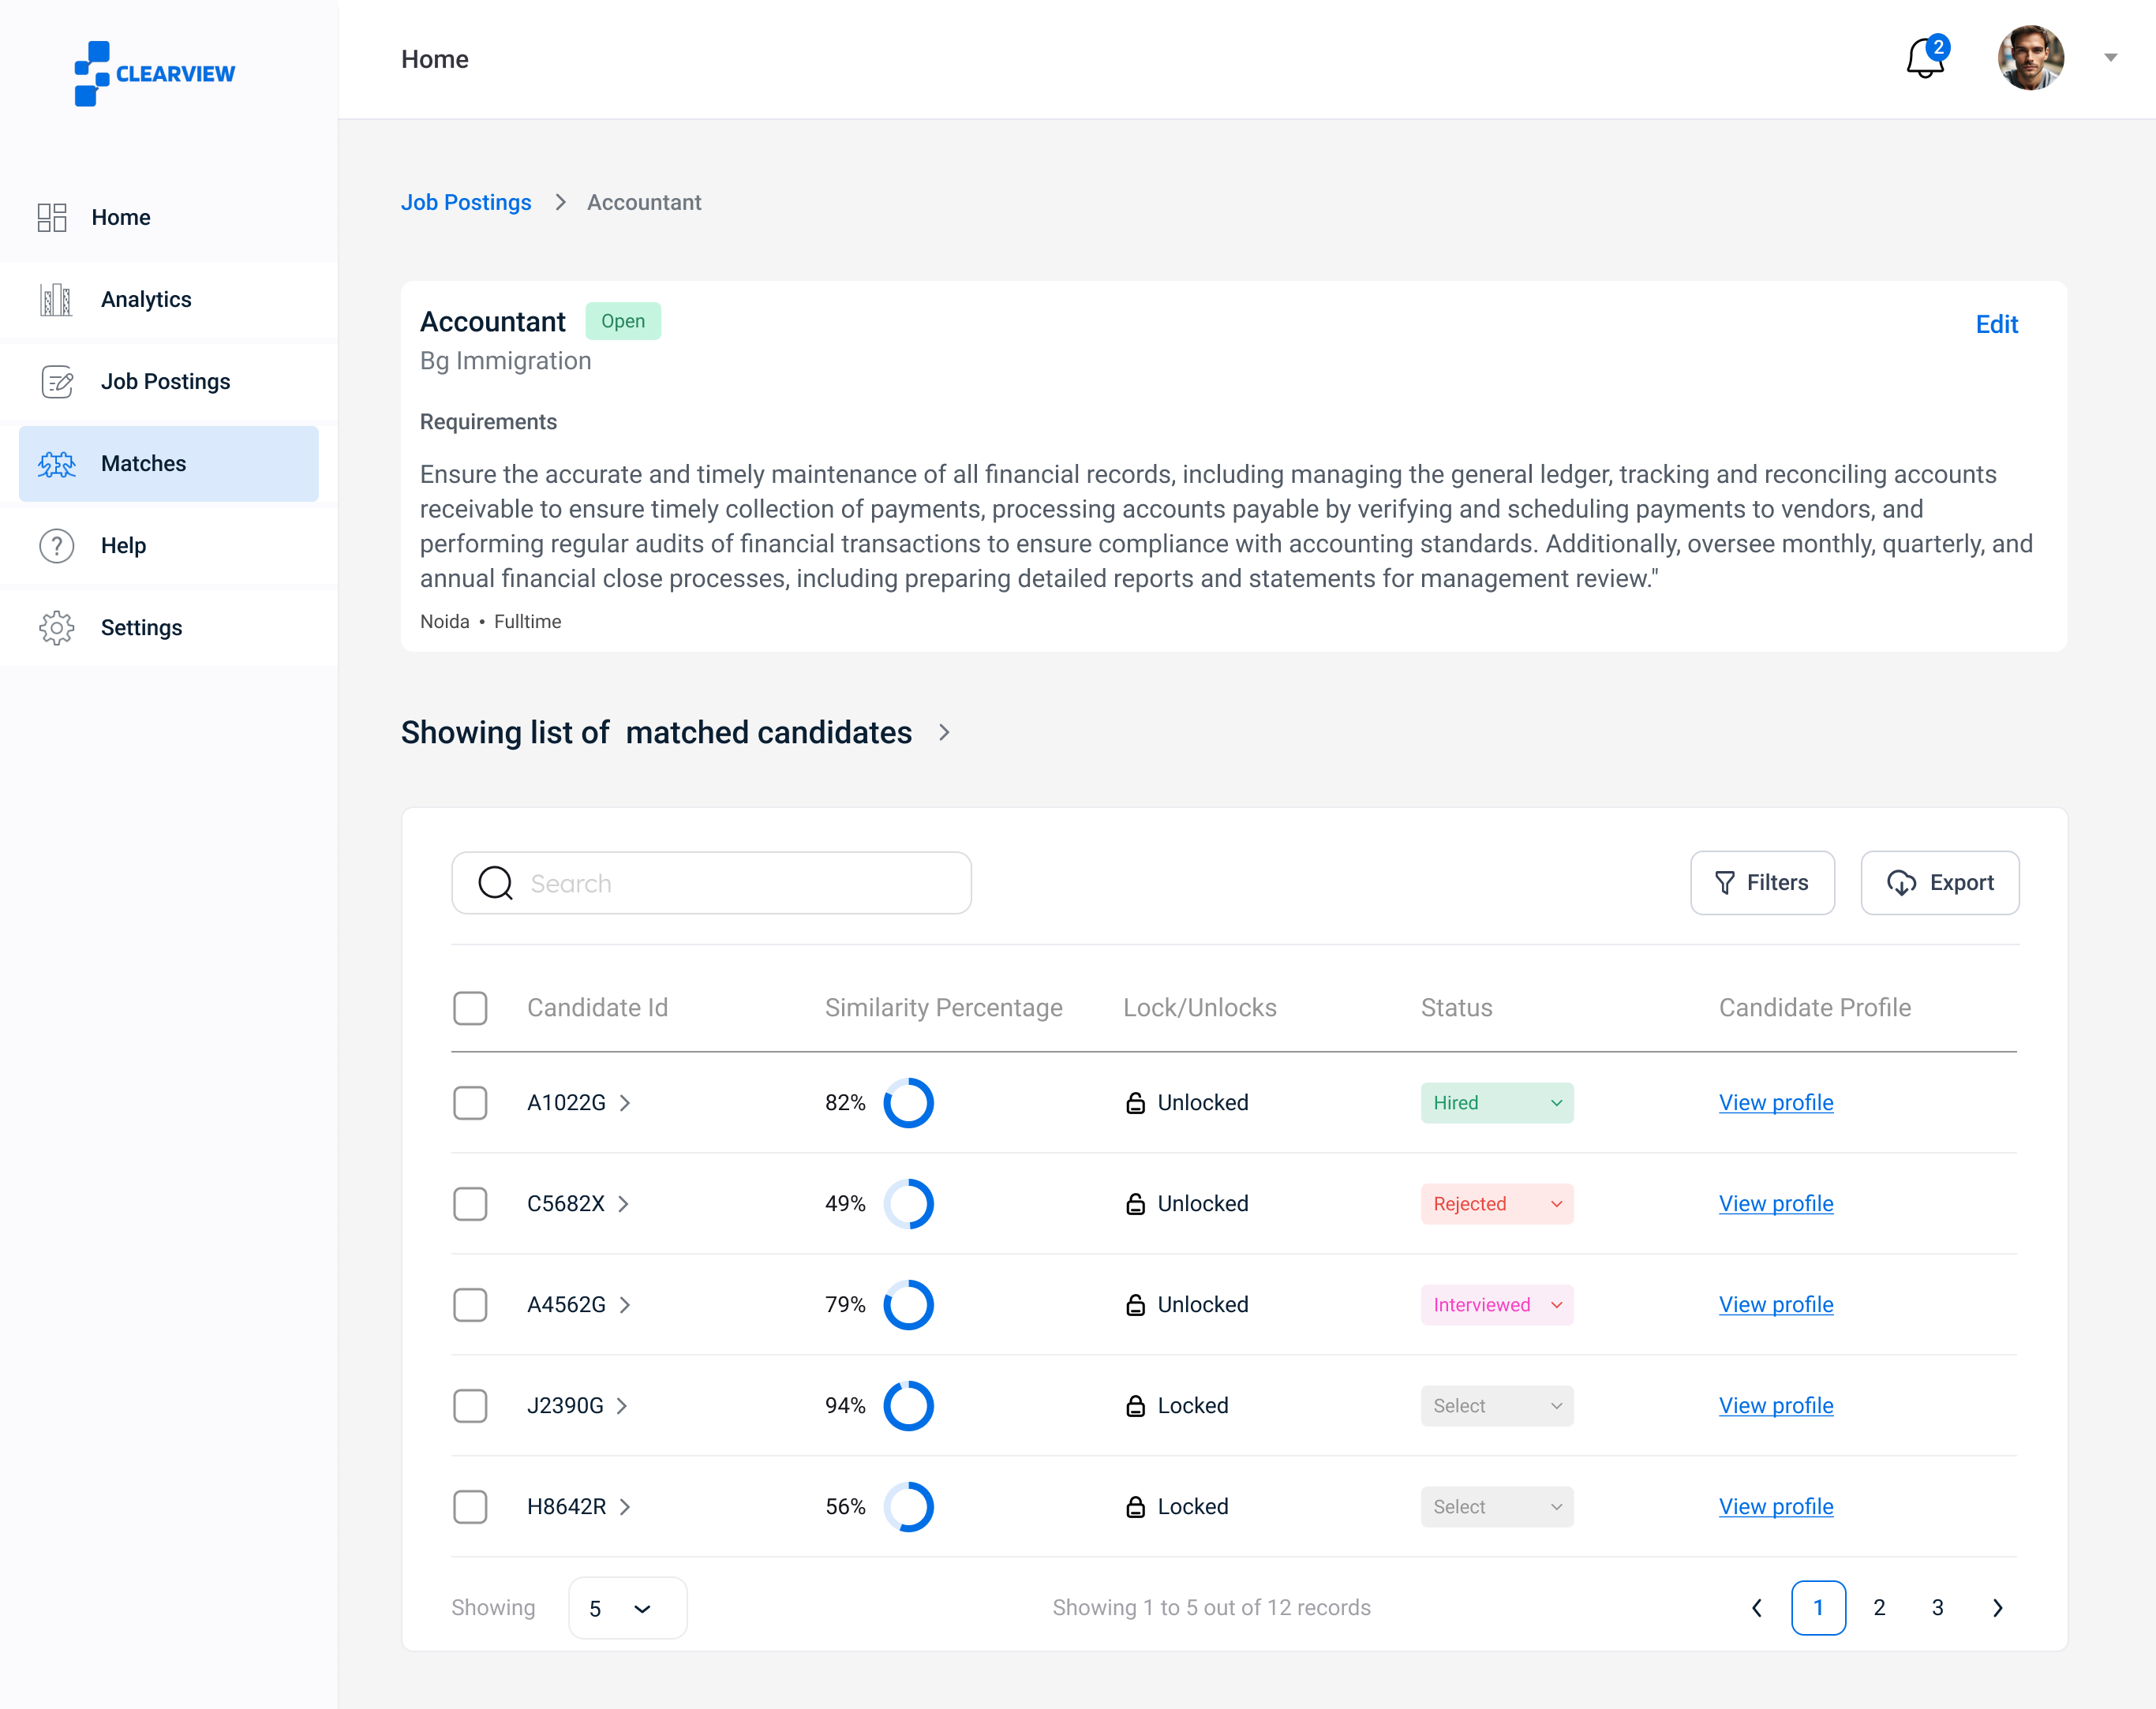 CLEARVIEW
Home
2
Home
Analytics
Job Postings
Matches
Help
Settings
Job Postings > Accountant
Accountant Open
Edit
Bg Immigration
Requirements
Ensure the accurate and timely maintenance of all financial records, including managing the general ledger, tracking and reconciling accounts
receivable to ensure timely collection of payments, processing accounts payable by verifying and scheduling payments to vendors, and
performing regular audits of financial transactions to ensure compliance with accounting standards. Additionally, oversee monthly, quarterly, and
annual financial close processes, including preparing detailed reports and statements for management review."
Noida • Fulltime
Showing list of matched candidates >
Search
Filters
Export
Candidate Id Similarity Percentage Lock/Unlocks Status Candidate Profile
A1022G > 82% Unlocked Hired View profile
C5682X > 49% Unlocked Rejected View profile
A4562G > 79% Unlocked Interviewed View profile
J2390G > 94% Locked Select View profile
H8642R > 56% Locked Select View profile
Showing 5 Showing 1 to 5 out of 12 records < 1 2 3 >